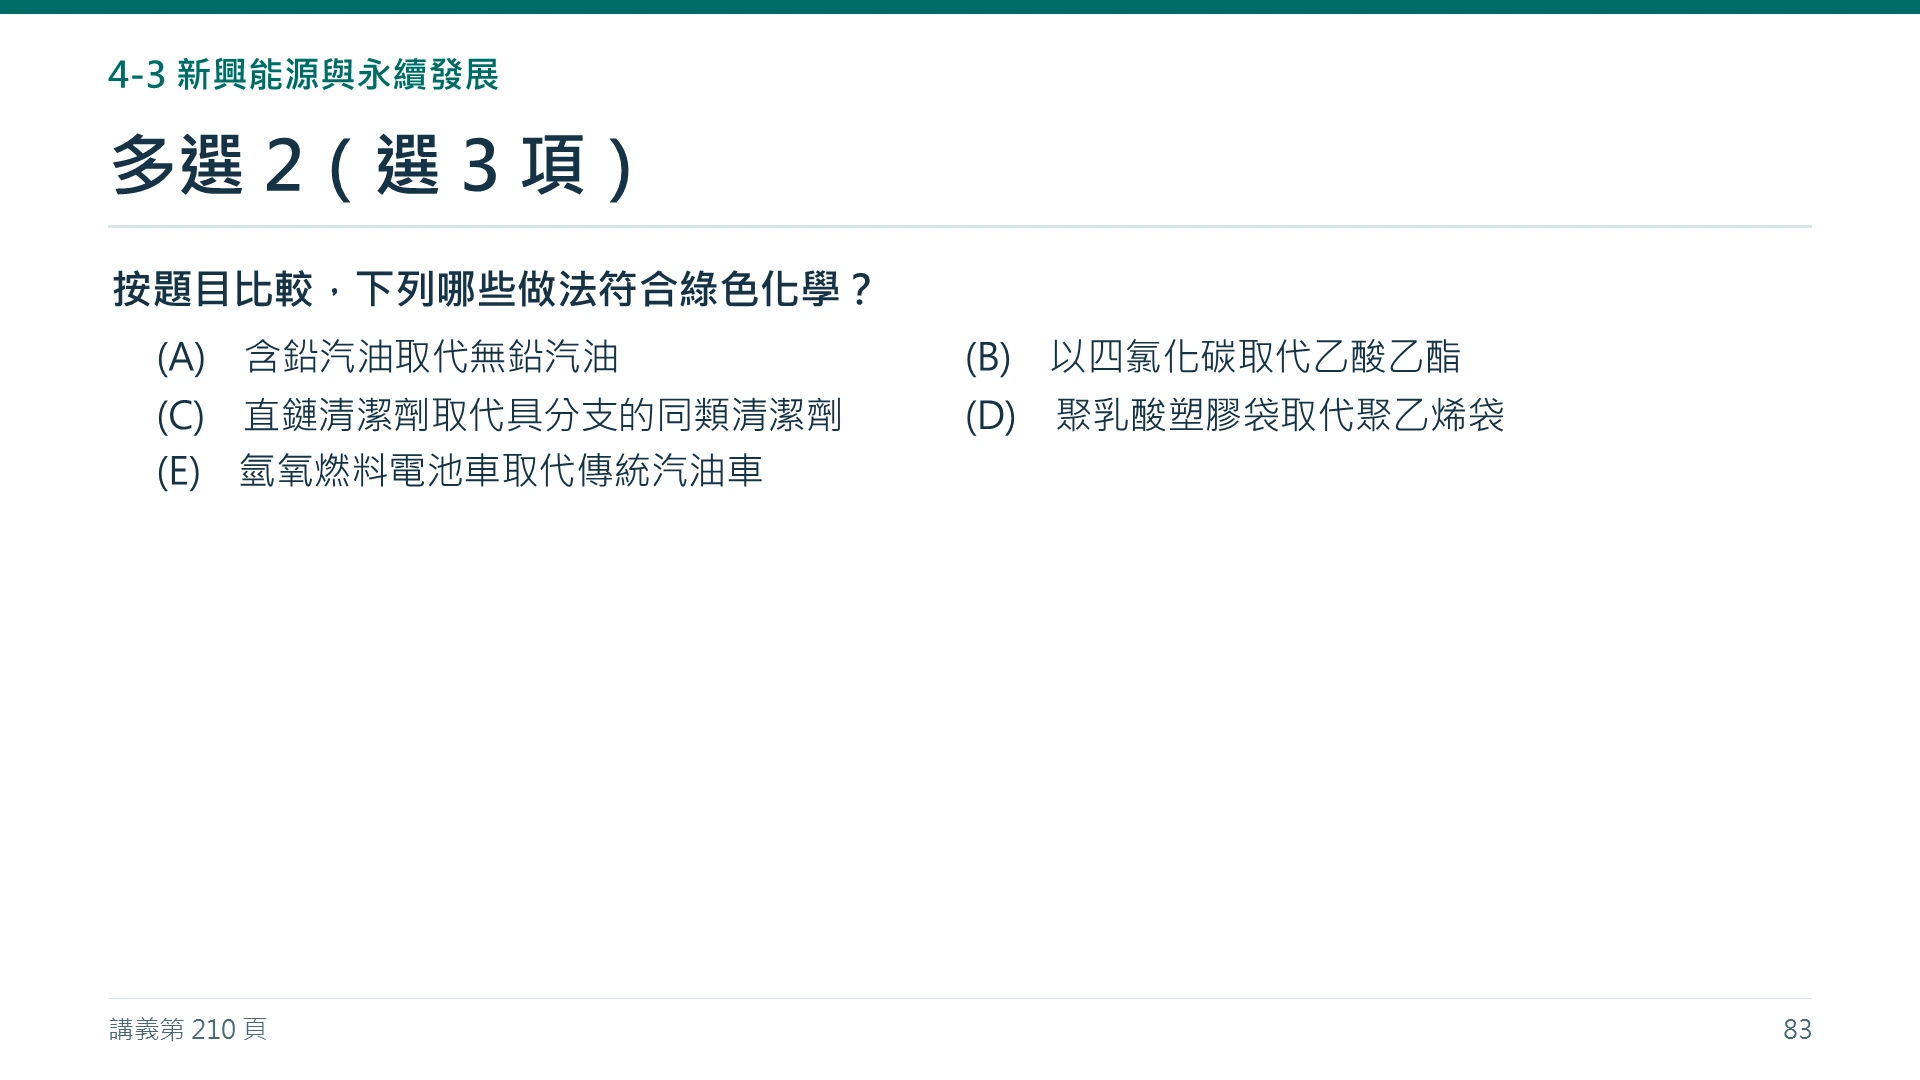 4-3 新興能源與永續發展
多選 2（選 3 項）
按題目比較，下列哪些做法符合綠色化學？
(A) 含鉛汽油取代無鉛汽油
(B) 以四氯化碳取代乙酸乙酯
(C) 直鏈清潔劑取代具分支的同類清潔劑
(D) 聚乳酸塑膠袋取代聚乙烯袋
(E) 氫氧燃料電池車取代傳統汽油車
講義第 210 頁
83